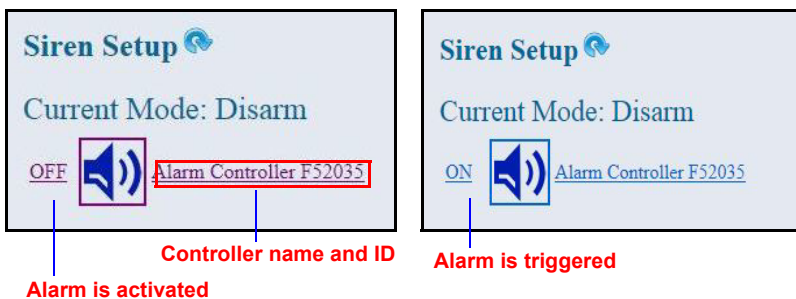 Siren Setup
Current Mode: Disarm
OFF
Alarm Controller F52035
Controller name and ID
Alarm is activated
Siren Setup
Current Mode: Disarm
ON
Alarm Controller F52035
Alarm is triggered